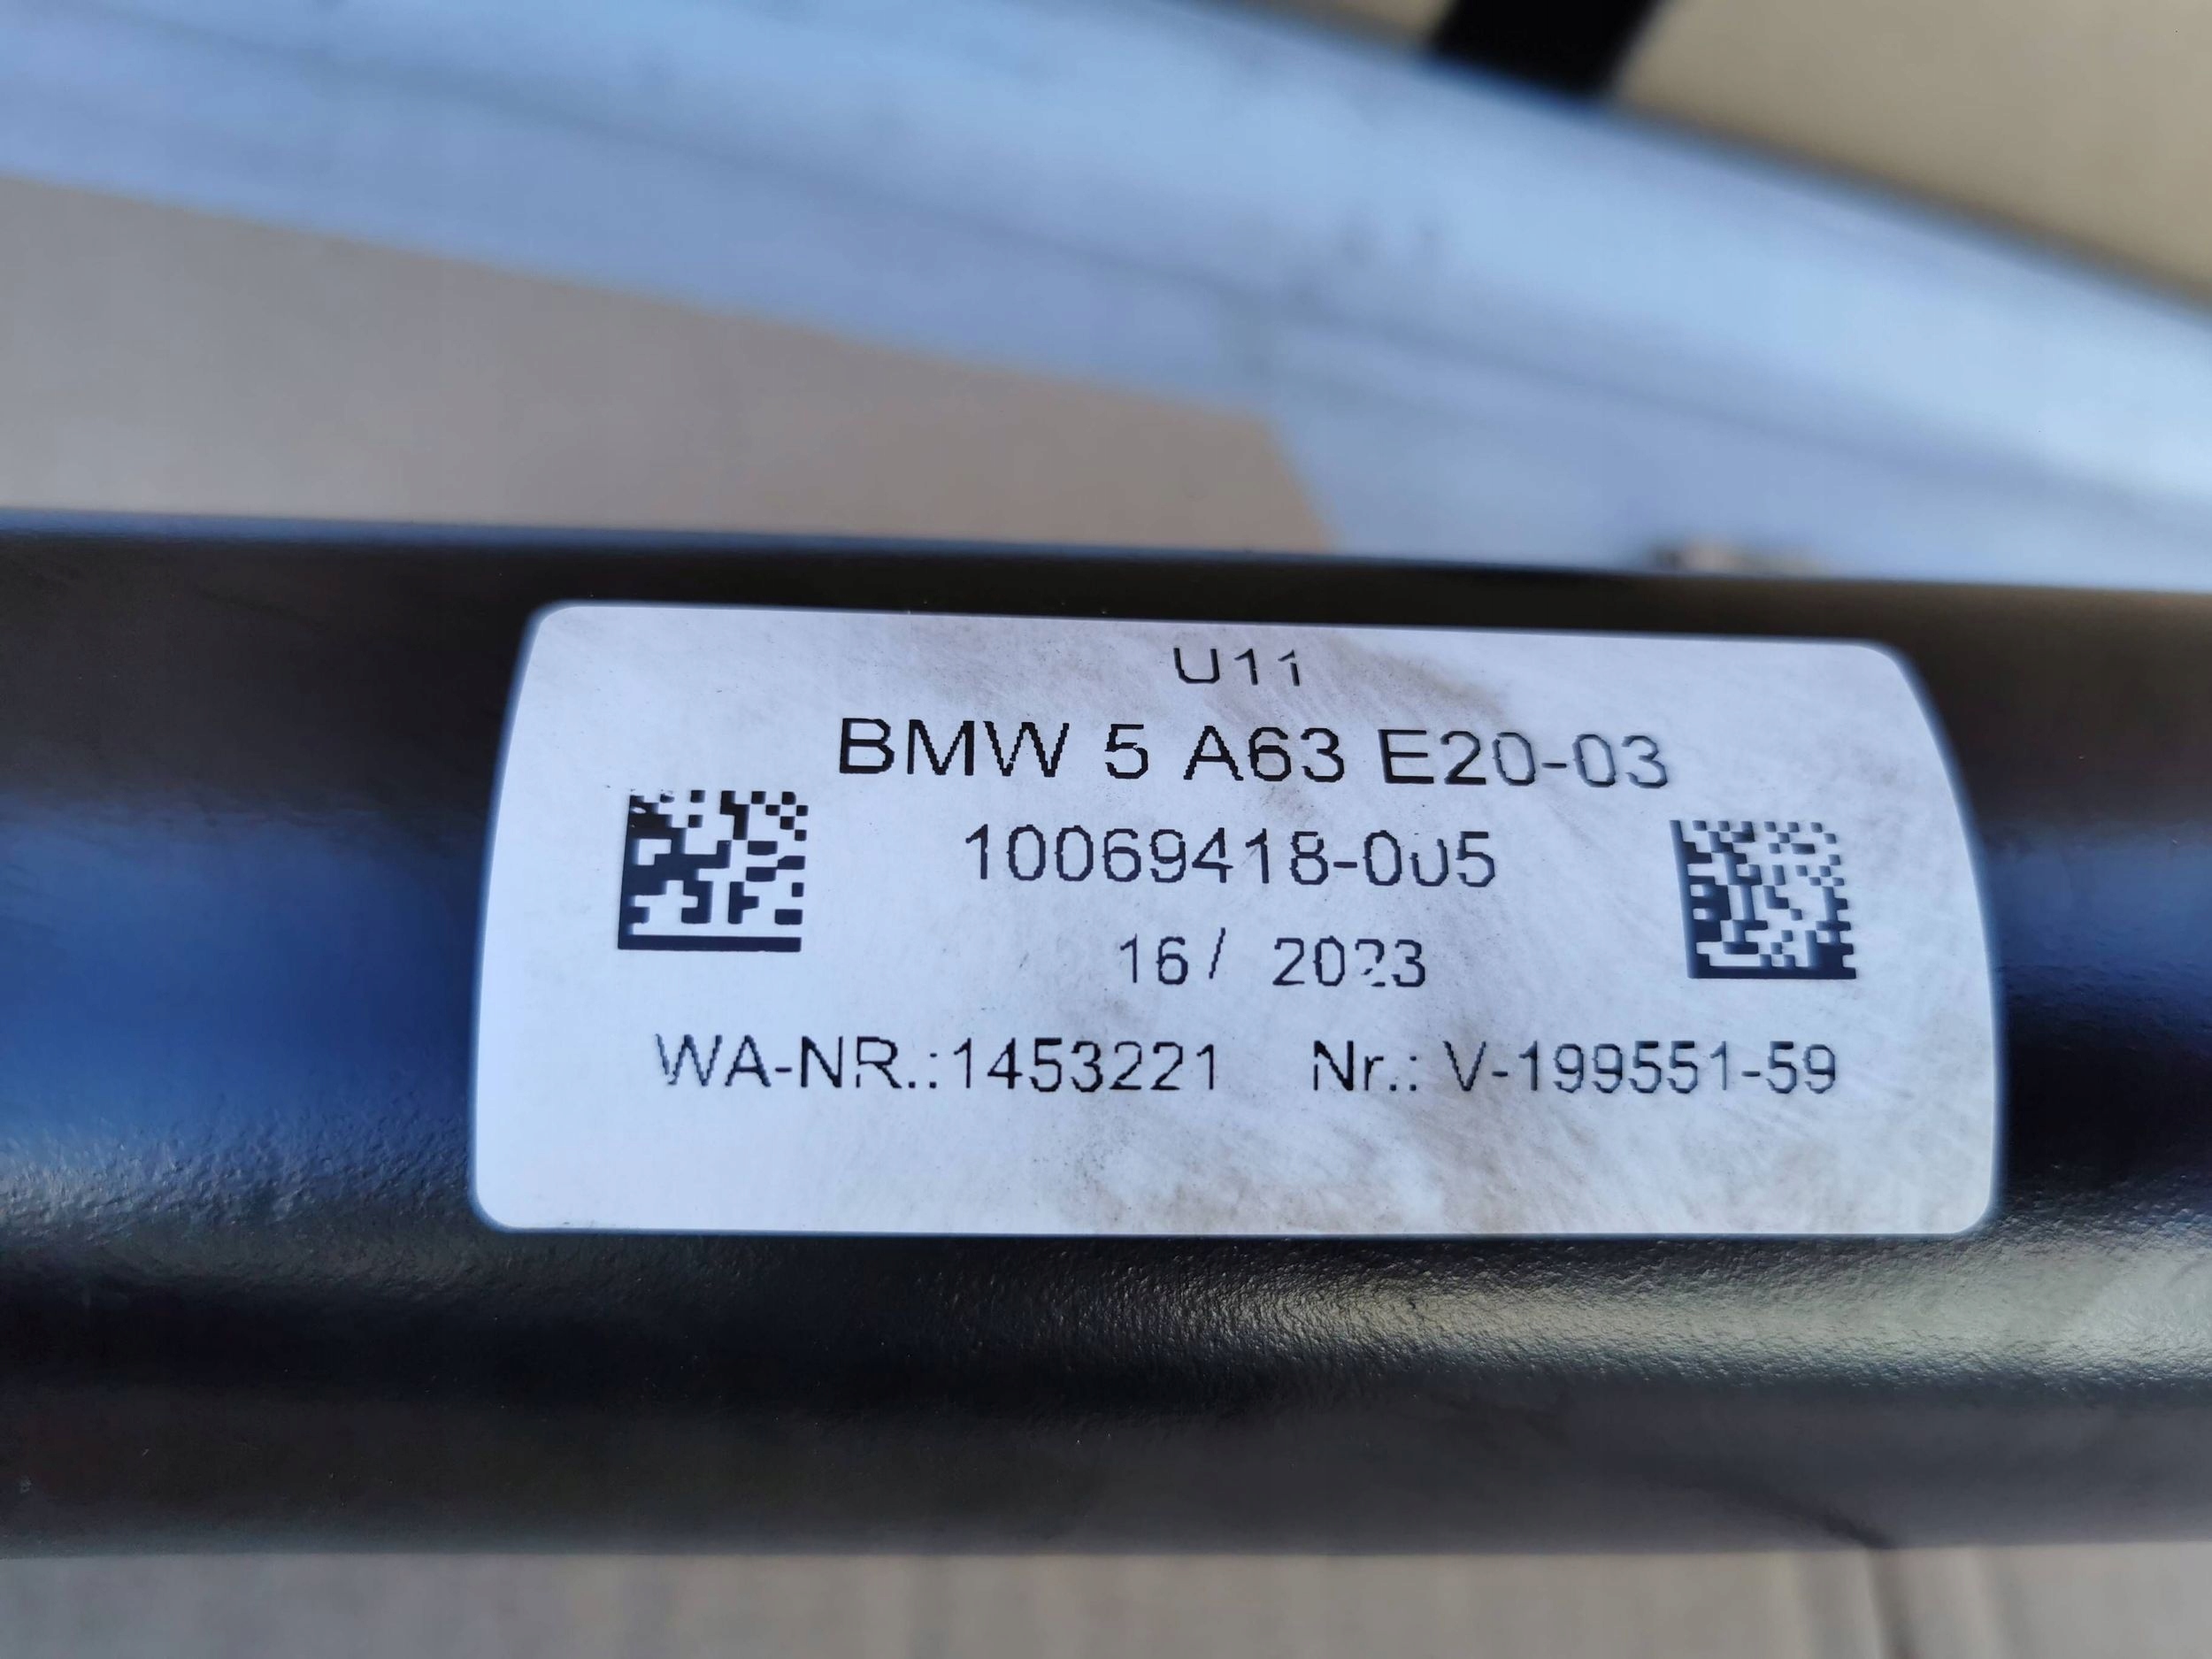 U11
BMW 5 A63 E20-03
10069418-005
16/ 2023
WA-NR.:1453221 Nr.: V-199551-59